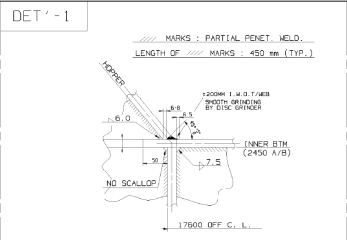 DET'-1
//// MARKS : PARTIAL PENET. WELD.
LENGTH OF //// MARKS : 450 mm (TYP.)
HOPPER
±200MM I.W.O.T/WEB
SMOOTH GRINDING
BY DISC GRINDER
6-8
8.5
6.0
INNER BTM
(2450 A/B)
50
7.5
NO SCALLOP
17600 OFF C. L.